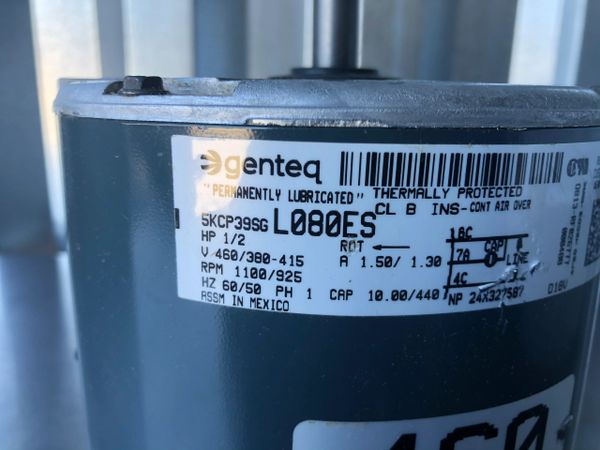 genteq
"PERMANENTLY LUBRICATED" THERMALLY PROTECTED
CL B INS-CONT AIR OVER
5KCP39SG L080ES
HP 1/2 ROT ←
V 460/380-415 A 1.50/ 1.30
RPM 1100/925
HZ 60/50 PH 1 CAP 10.00/440
ASSM IN MEXICO
18C
7A CAP LINE
4C
NP 24X327587 018V
460